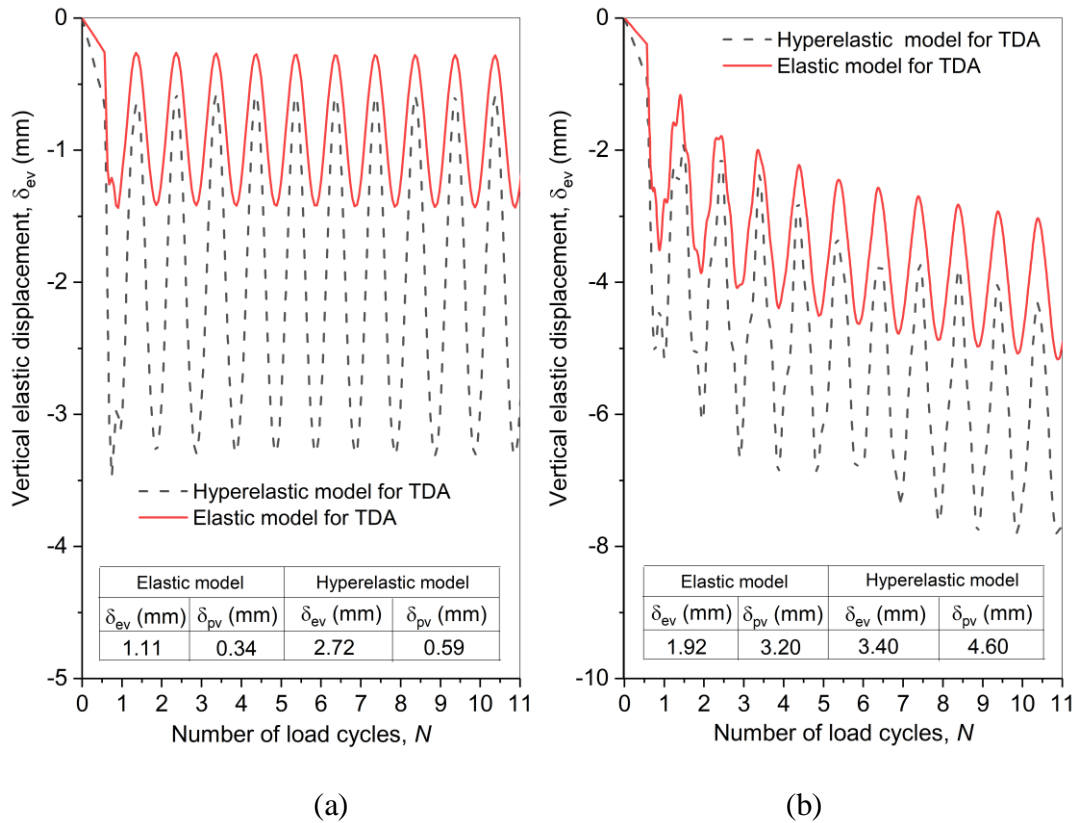 0
-1
-2
-3
-4
-5
Vertical elastic displacement, δev (mm)
Hyperelastic model for TDA
Elastic model for TDA
Elastic model Hyperelastic model
δev (mm) δpv (mm) δev (mm) δpv (mm)
1.11 0.34 2.72 0.59
0 1 2 3 4 5 6 7 8 9 10 11
Number of load cycles, N
(a)
0
-2
-4
-6
-8
-10
Vertical elastic displacement, δev (mm)
Hyperelastic model for TDA
Elastic model for TDA
Elastic model Hyperelastic model
δev (mm) δpv (mm) δev (mm) δpv (mm)
1.92 3.20 3.40 4.60
0 1 2 3 4 5 6 7 8 9 10 11
Number of load cycles, N
(b)